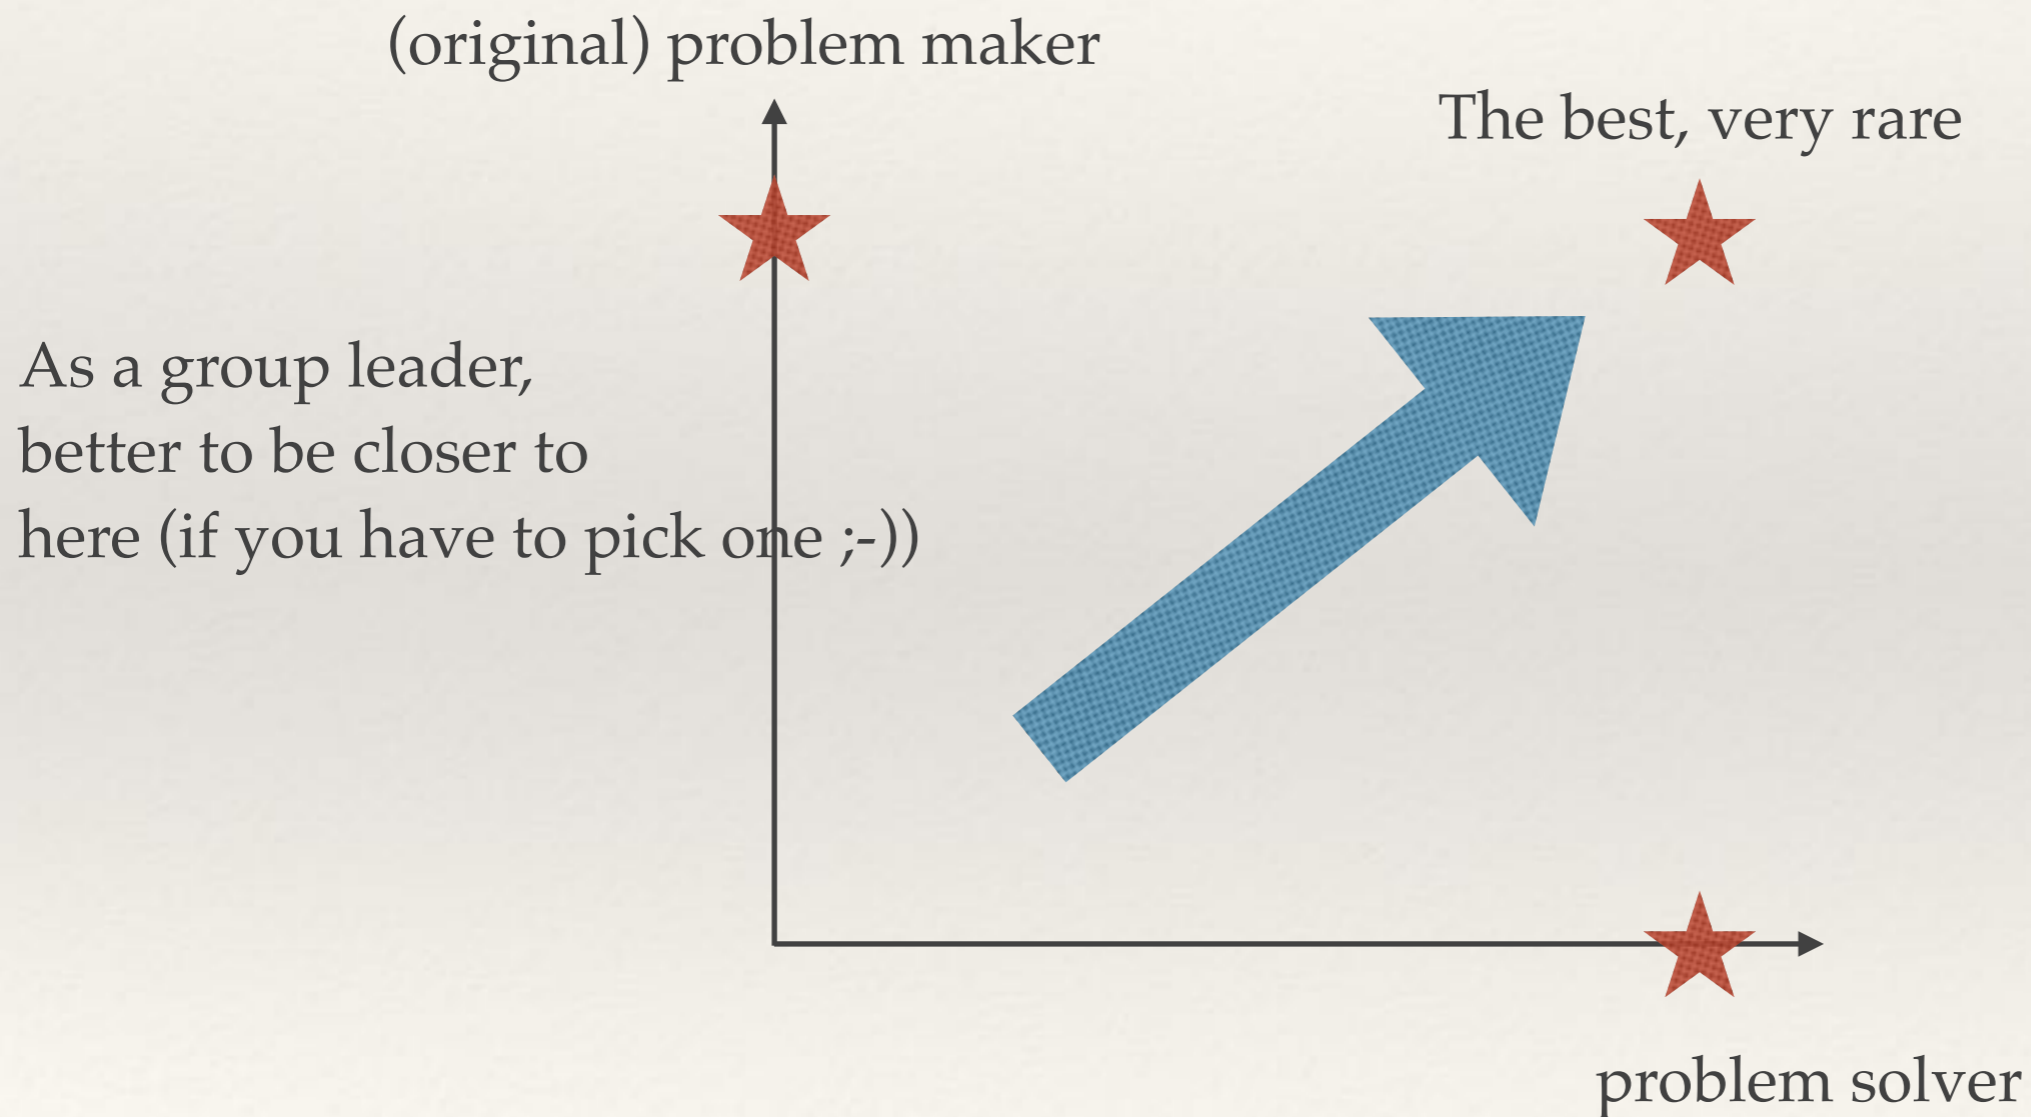 (original) problem maker
The best, very rare
As a group leader,
better to be closer to
here (if you have to pick one ;-))
problem solver